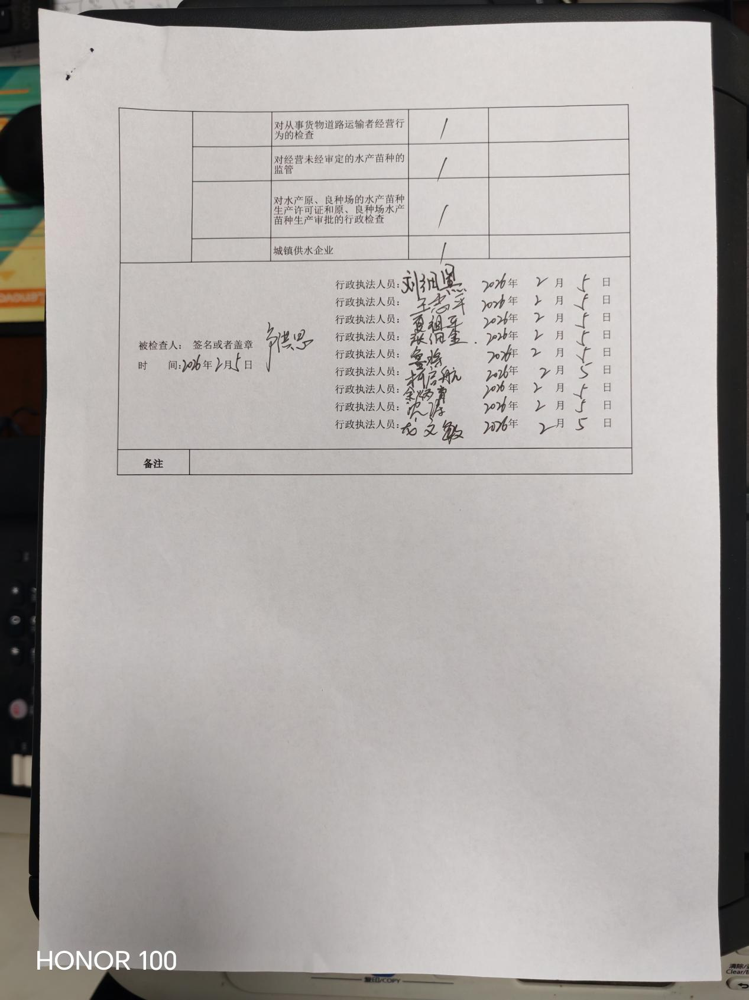 对从事货物道路运输者经营行
为的检查
/
对经营未经审定的水产苗种的
监管
/
对水产原、良种场的水产苗种
生产许可证和原、良种场水产
苗种生产审批的行政检查
/
城镇供水企业
/
被检查人: 签名或者盖章
时 间:2026年2月5日
行政执法人员: 2026年 2 月 5 日
行政执法人员: 2026年 2 月 5 日
行政执法人员: 2026年 2 月 5 日
行政执法人员: 2026年 2 月 5 日
行政执法人员: 2026年 2 月 5 日
行政执法人员: 柯启航 2026年 2 月 5 日
行政执法人员: 2026年 2 月 5 日
行政执法人员: 2026年 2 月 5 日
行政执法人员: 文敏 2026年 2 月 5 日
备注
HONOR 100
复印/COPY
清除/
Clear/